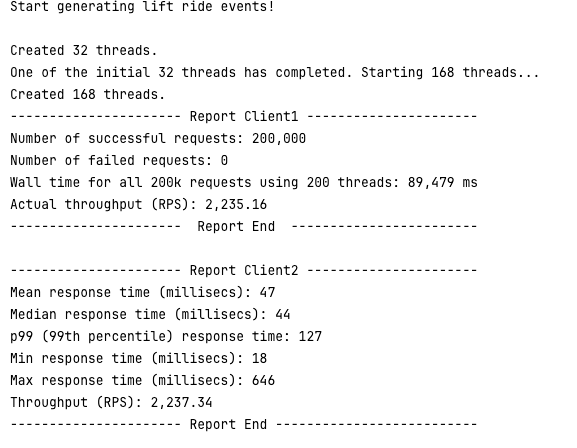 Start generating lift ride events!
Created 32 threads.
One of the initial 32 threads has completed. Starting 168 threads...
Created 168 threads.
---------------------- Report Client1 ----------------------
Number of successful requests: 200,000
Number of failed requests: 0
Wall time for all 200k requests using 200 threads: 89,479 ms
Actual throughput (RPS): 2,235.16
----------------------  Report End  ------------------------
---------------------- Report Client2 ----------------------
Mean response time (millisecs): 47
Median response time (millisecs): 44
p99 (99th percentile) response time: 127
Min response time (millisecs): 18
Max response time (millisecs): 646
Throughput (RPS): 2,237.34
---------------------- Report End --------------------------